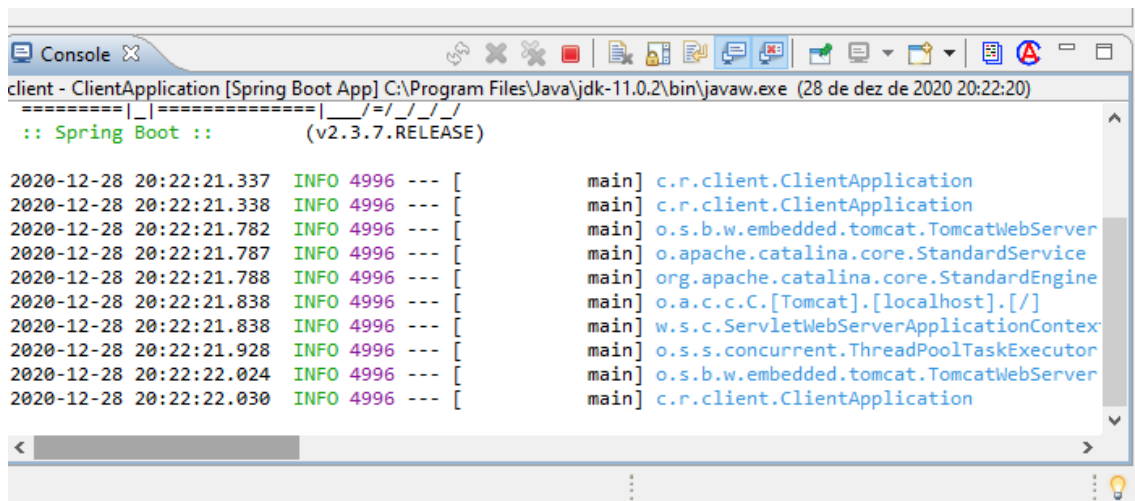 Console
client - ClientApplication [Spring Boot App] C:\Program Files\Java\jdk-11.0.2\bin\javaw.exe (28 de dez de 2020 20:22:20)
=========|_|==============|___/=/_/_/_/
:: Spring Boot ::        (v2.3.7.RELEASE)
2020-12-28 20:22:21.337  INFO 4996 --- [           main] c.r.client.ClientApplication
2020-12-28 20:22:21.338  INFO 4996 --- [           main] c.r.client.ClientApplication
2020-12-28 20:22:21.782  INFO 4996 --- [           main] o.s.b.w.embedded.tomcat.TomcatWebServer
2020-12-28 20:22:21.787  INFO 4996 --- [           main] o.apache.catalina.core.StandardService
2020-12-28 20:22:21.788  INFO 4996 --- [           main] org.apache.catalina.core.StandardEngine
2020-12-28 20:22:21.838  INFO 4996 --- [           main] o.a.c.c.C.[Tomcat].[localhost].[/]
2020-12-28 20:22:21.838  INFO 4996 --- [           main] w.s.c.ServletWebServerApplicationContex
2020-12-28 20:22:21.928  INFO 4996 --- [           main] o.s.s.concurrent.ThreadPoolTaskExecutor
2020-12-28 20:22:22.024  INFO 4996 --- [           main] o.s.b.w.embedded.tomcat.TomcatWebServer
2020-12-28 20:22:22.030  INFO 4996 --- [           main] c.r.client.ClientApplication